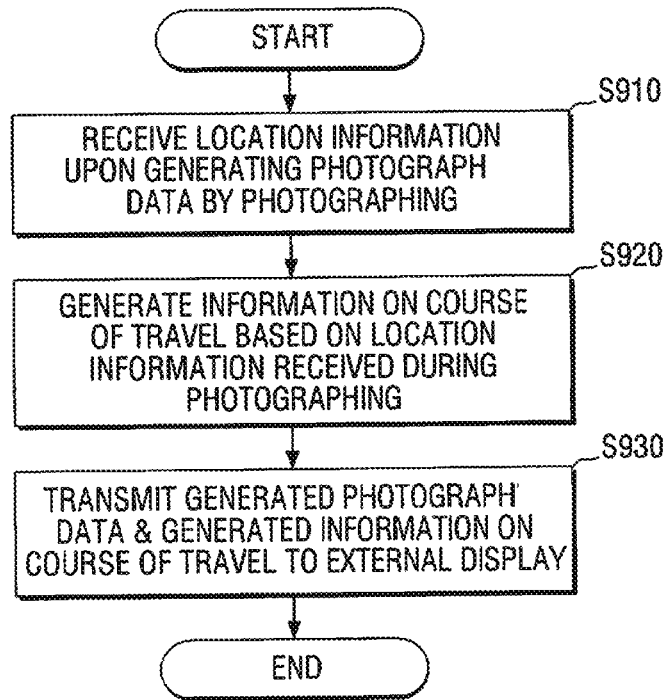 START
S910
RECEIVE LOCATION INFORMATION
UPON GENERATING PHOTOGRAPH
DATA BY PHOTOGRAPHING
S920
GENERATE INFORMATION ON COURSE
OF TRAVEL BASED ON LOCATION
INFORMATION RECEIVED DURING
PHOTOGRAPHING
S930
TRANSMIT GENERATED PHOTOGRAPH
DATA & GENERATED INFORMATION ON
COURSE OF TRAVEL TO EXTERNAL DISPLAY
END